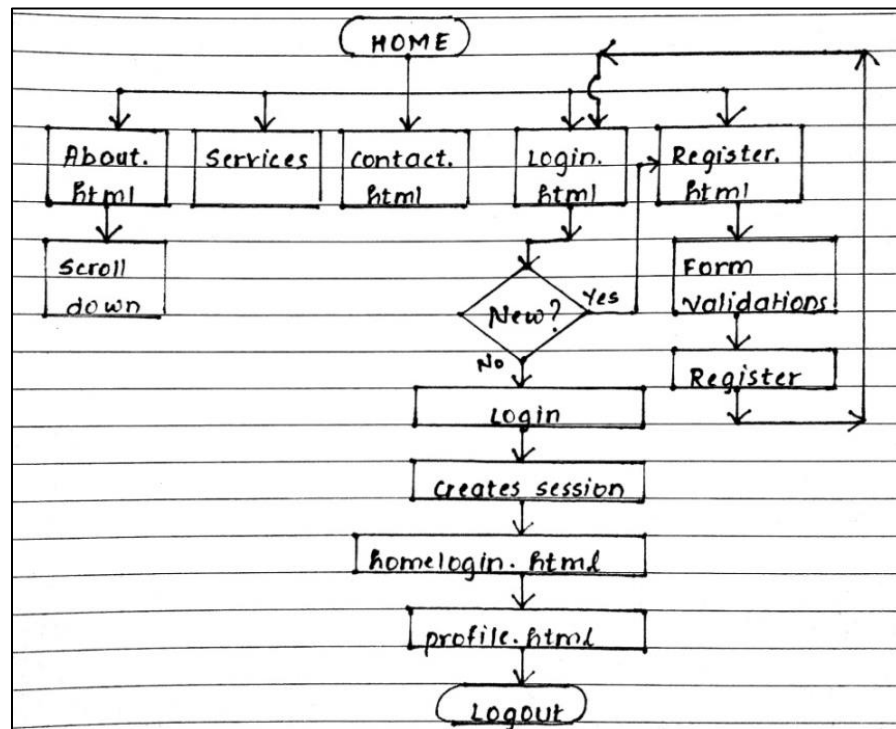 HOME
About.
html
Services
Contact.
html
Login.
html
Register.
html
Scroll
down
New?
Yes
No
Form
Validations
Register
Login
Creates session
homelogin.html
profile.html
Logout